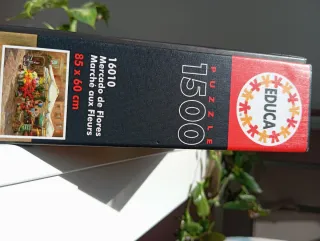 16010
Mercado de Flores
Marché aux Fleurs
85 x 60 cm
PUZZLE
1500
EDUCA